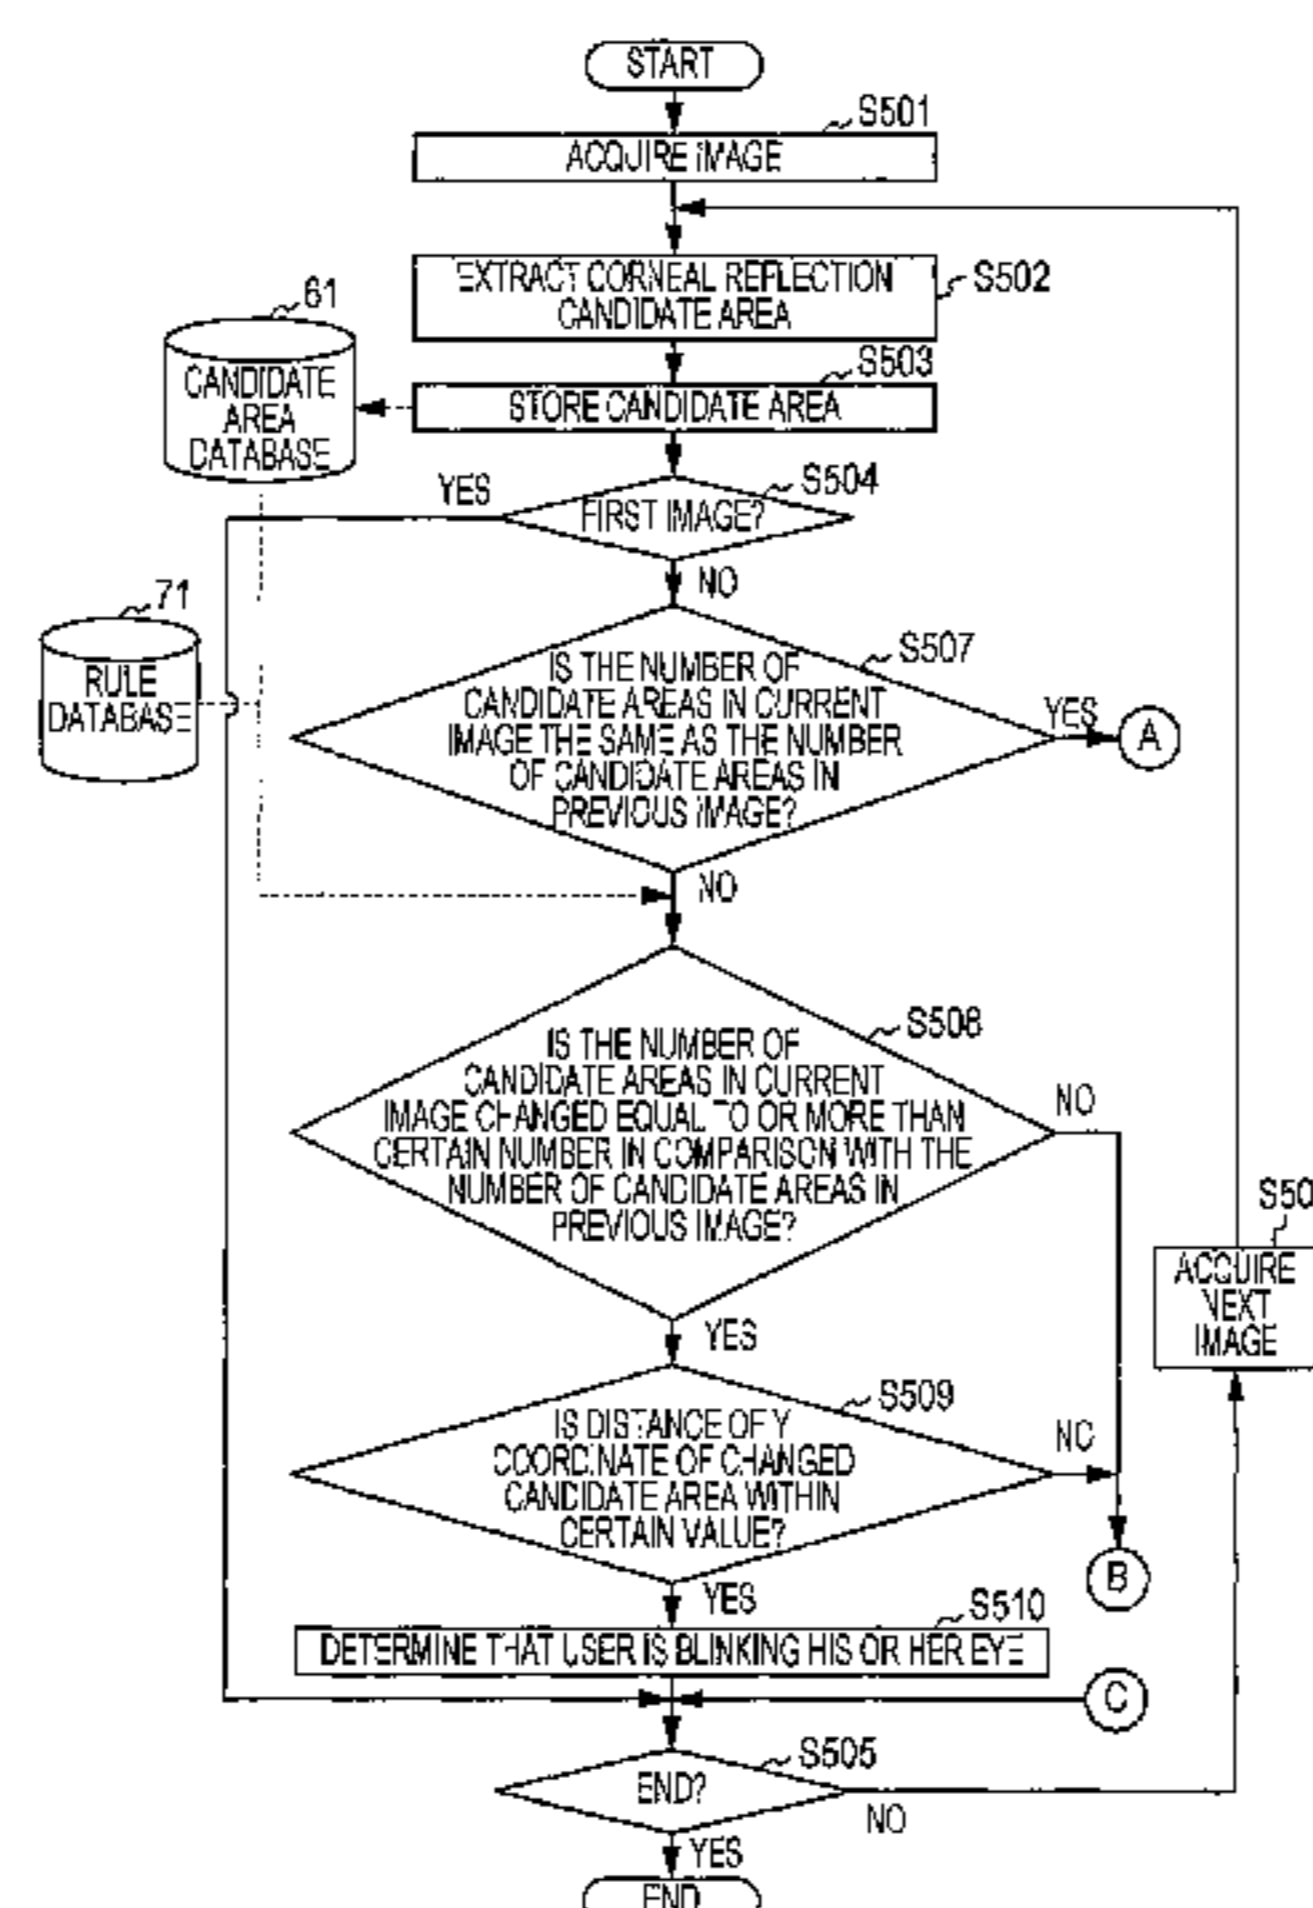 START
S501
ACQUIRE IMAGE
EXTRACT CORNEAL REFLECTION
CANDIDATE AREA
S502
61
CANDIDATE
AREA
DATABASE
S503
STORE CANDIDATE AREA
S504
YES
FIRST IMAGE?
NO
71
RULE
DATABASE
S507
IS THE NUMBER OF
CANDIDATE AREAS IN CURRENT
IMAGE THE SAME AS THE NUMBER
OF CANDIDATE AREAS IN
PREVIOUS IMAGE?
YES
A
NO
S508
IS THE NUMBER OF
CANDIDATE AREAS IN CURRENT
IMAGE CHANGED EQUAL TO OR MORE THAN
CERTAIN NUMBER IN COMPARISON WITH THE
NUMBER OF CANDIDATE AREAS IN
PREVIOUS IMAGE?
NO
YES
S50
ACQUIRE
NEXT
IMAGE
S509
IS DISTANCE OF Y
COORDINATE OF CHANGED
CANDIDATE AREA WITHIN
CERTAIN VALUE?
NO
B
YES
S510
DETERMINE THAT USER IS BLINKING HIS OR HER EYE
C
S505
END?
NO
YES
END